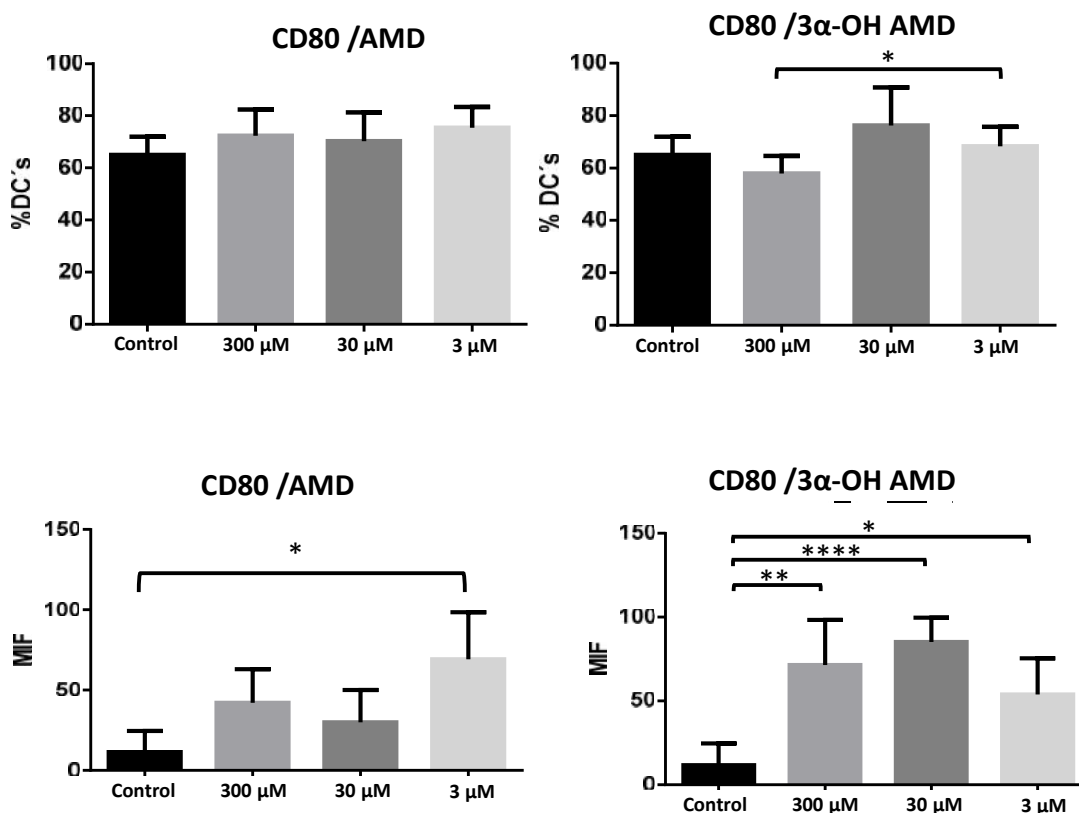 CD80 /AMD
100
80
60
40
20
0
%DC´s
Control 300 µM 30 µM 3 µM
CD80 /3α-OH AMD
*
100
80
60
40
20
0
% DC´s
Control 300 µM 30 µM 3 µM
CD80 /AMD
*
150
100
50
0
MIF
Control 300 µM 30 µM 3 µM
CD80 /3α-OH AMD
*
****
**
150
100
50
0
MIF
Control 300 µM 30 µM 3 µM